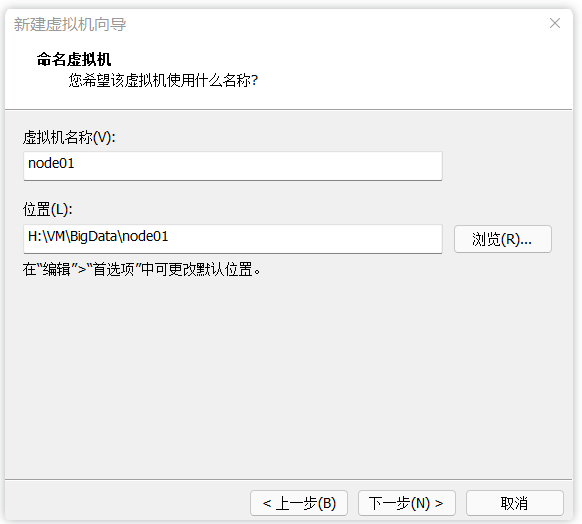 新建虚拟机向导
命名虚拟机
您希望该虚拟机使用什么名称?
虚拟机名称(V):
node01
位置(L):
H:\VM\BigData\node01
浏览(R)...
在“编辑”>“首选项”中可更改默认位置。
< 上一步(B)
下一步(N) >
取消